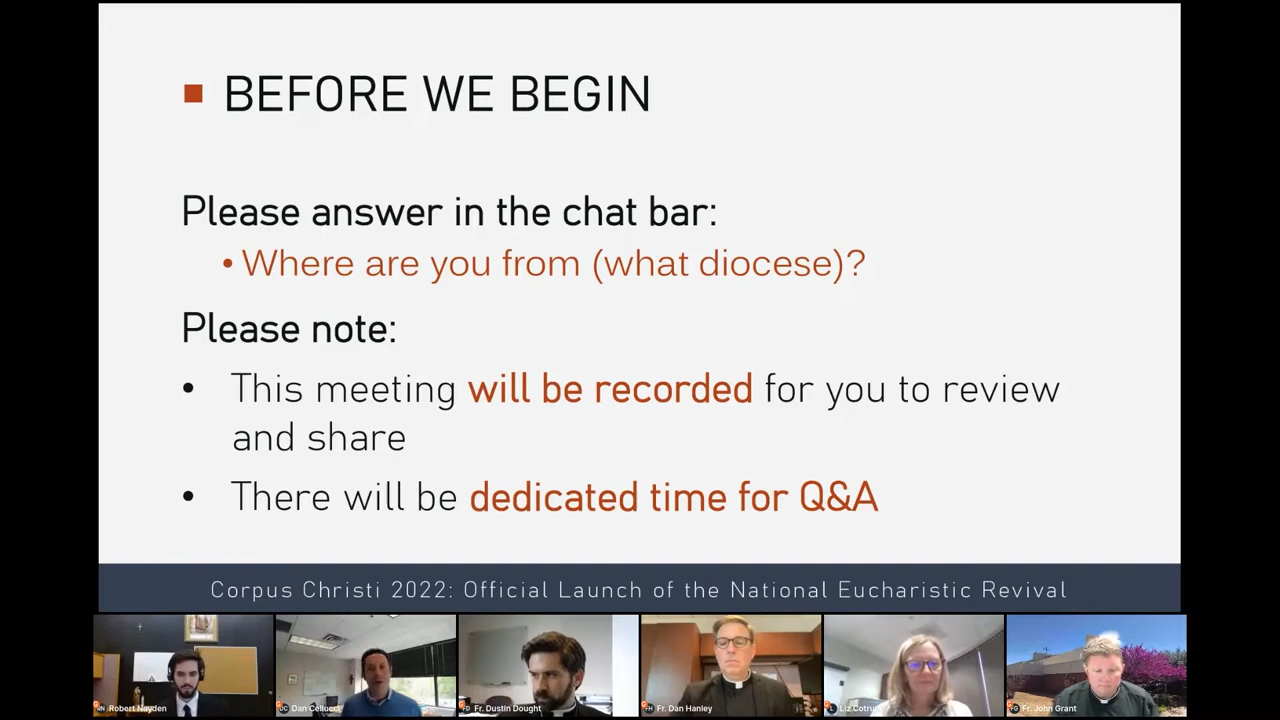 BEFORE WE BEGIN
Please answer in the chat bar:
• Where are you from (what diocese)?
Please note:
• This meeting will be recorded for you to review
and share
• There will be dedicated time for Q&A
Corpus Christi 2022: Official Launch of the National Eucharistic Revival
Robert Nayden
Dan Cellucci
Fr. Dustin Dought
Fr. Dan Hanley
Liz Cotrupi
Fr. John Grant